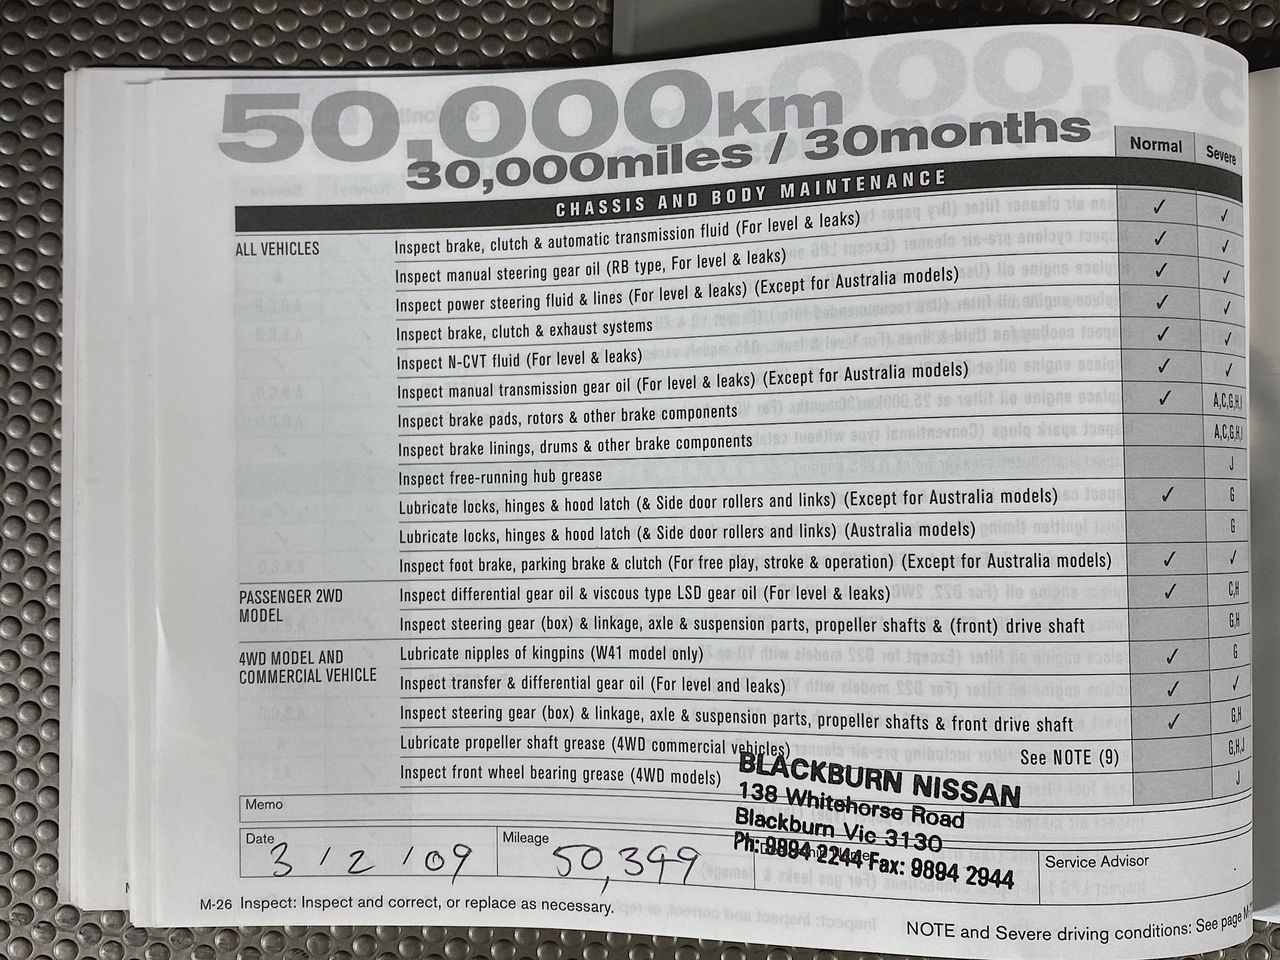 50,000km
30,000miles / 30months
Normal Severe
CHASSIS AND BODY MAINTENANCE
ALL VEHICLES Inspect brake, clutch & automatic transmission fluid (For level & leaks) ✓ ✓
Inspect manual steering gear oil (RB type, For level & leaks) ✓ ✓
Inspect power steering fluid & lines (For level & leaks) (Except for Australia models) ✓ ✓
Inspect brake, clutch & exhaust systems ✓ ✓
Inspect N-CVT fluid (For level & leaks) ✓ ✓
Inspect manual transmission gear oil (For level & leaks) (Except for Australia models) ✓ ✓
Inspect brake pads, rotors & other brake components ✓ A,C,G,H,I
Inspect brake linings, drums & other brake components A,C,G,H,I
Inspect free-running hub grease J
Lubricate locks, hinges & hood latch (& Side door rollers and links) (Except for Australia models) ✓ G
Lubricate locks, hinges & hood latch (& Side door rollers and links) (Australia models) G
Inspect foot brake, parking brake & clutch (For free play, stroke & operation) (Except for Australia models) ✓ ✓
PASSENGER 2WD MODEL Inspect differential gear oil & viscous type LSD gear oil (For level & leaks) ✓ C,H
Inspect steering gear (box) & linkage, axle & suspension parts, propeller shafts & (front) drive shaft G,H
4WD MODEL AND COMMERCIAL VEHICLE Lubricate nipples of kingpins (W41 model only) ✓ G
Inspect transfer & differential gear oil (For level and leaks) ✓ ✓
Inspect steering gear (box) & linkage, axle & suspension parts, propeller shafts & front drive shaft ✓ G,H
Lubricate propeller shaft grease (4WD commercial vehicles) See NOTE (9) G,H,J
Inspect front wheel bearing grease (4WD models) J
BLACKBURN NISSAN
138 Whitehorse Road
Blackburn Vic 3130
Ph: 9894 2244 Fax: 9894 2944
Memo
Date 3 / 2 / 09 Mileage 50,399 Service Advisor
M-26 Inspect: Inspect and correct, or replace as necessary.
NOTE and Severe driving conditions: See page